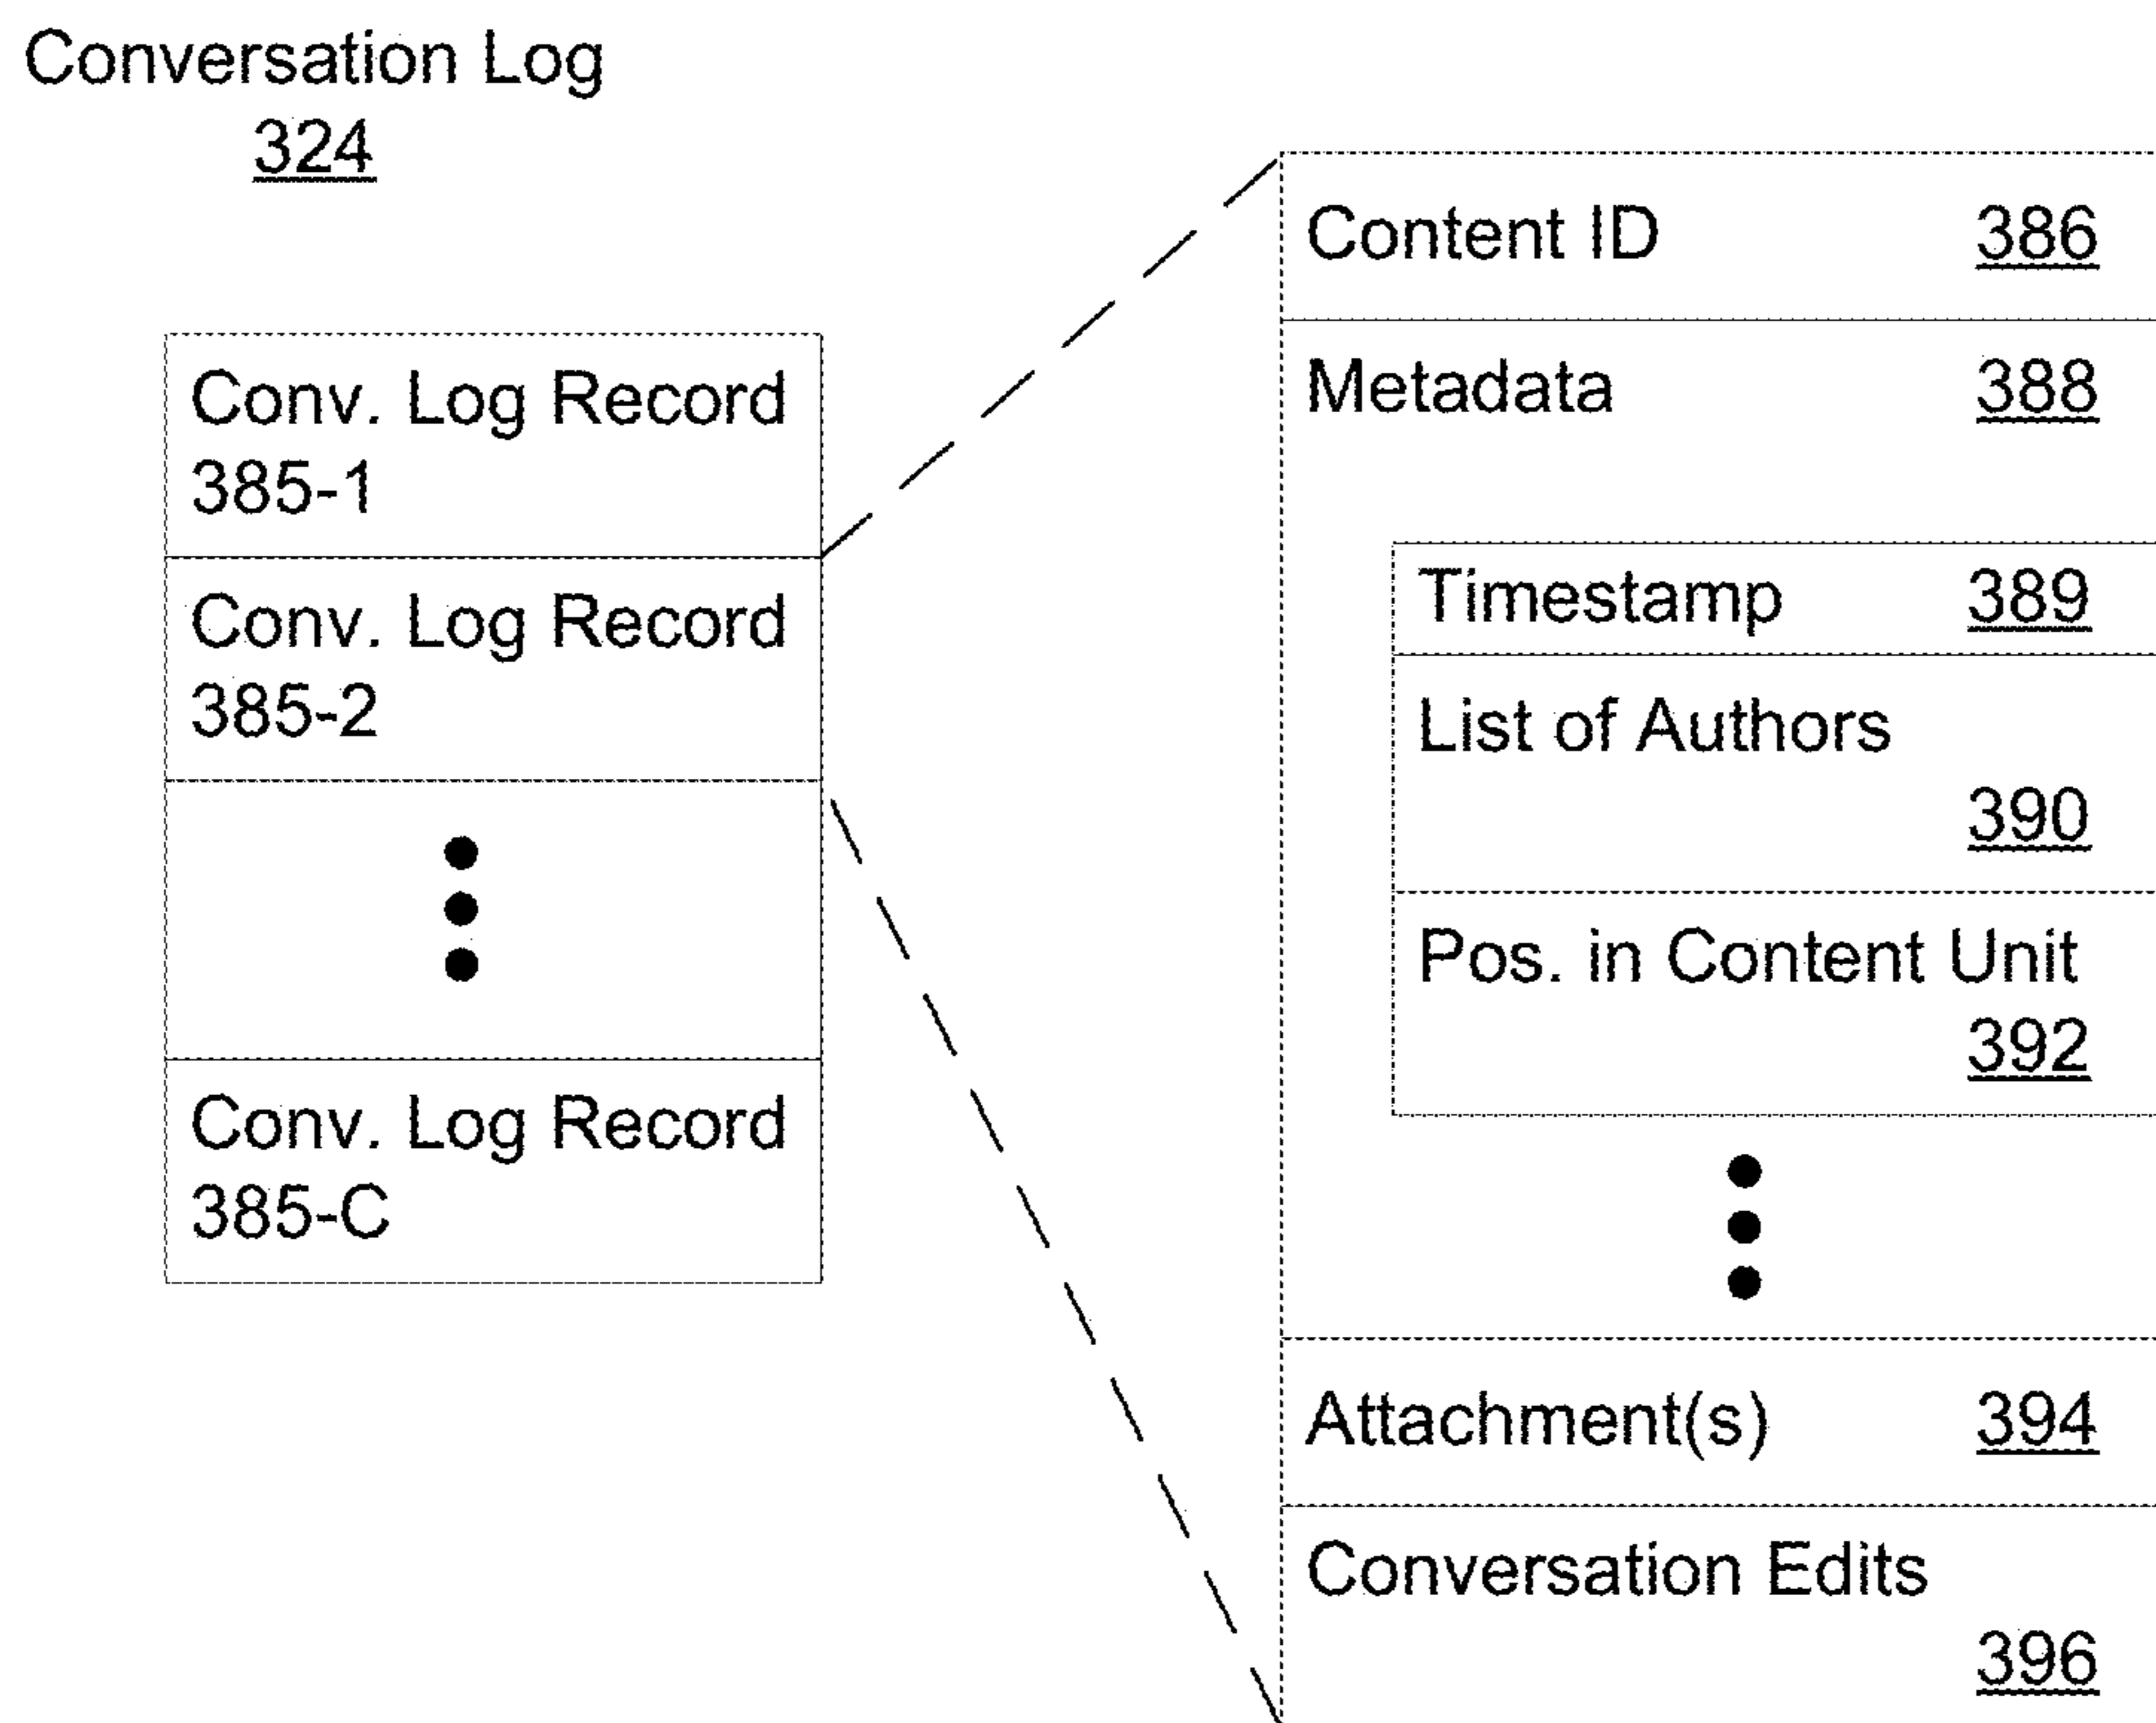 Conversation Log
324
Conv. Log Record
385-1
Conv. Log Record
385-2
Conv. Log Record
385-C
Content ID 386
Metadata 388
Timestamp 389
List of Authors
390
Pos. in Content Unit
392
Attachment(s) 394
Conversation Edits
396